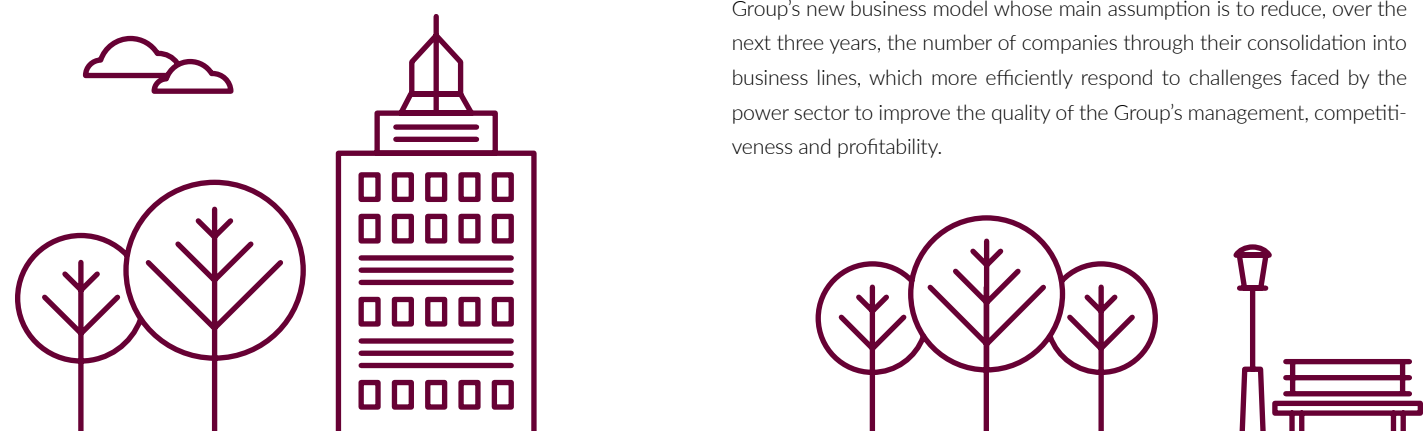 Group’s new business model whose main assumption is to reduce, over the
next three years, the number of companies through their consolidation into
business lines, which more efficiently respond to challenges faced by the
power sector to improve the quality of the Group’s management, competiti-
veness and profitability.